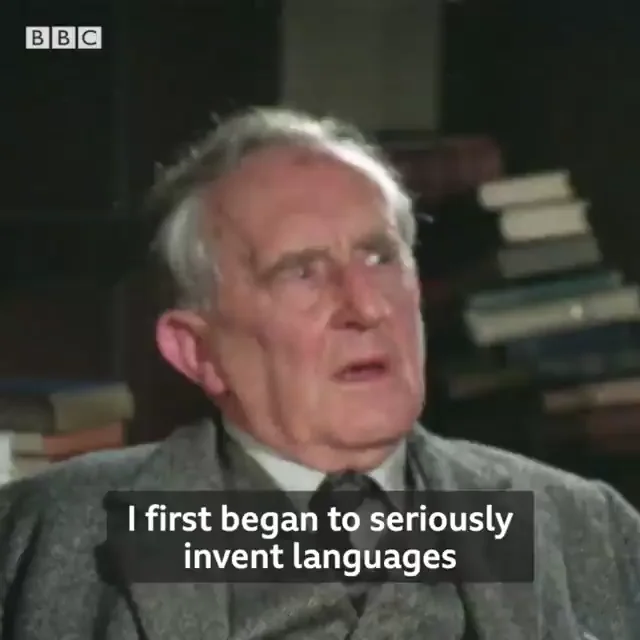 BBC
I first began to seriously
invent languages